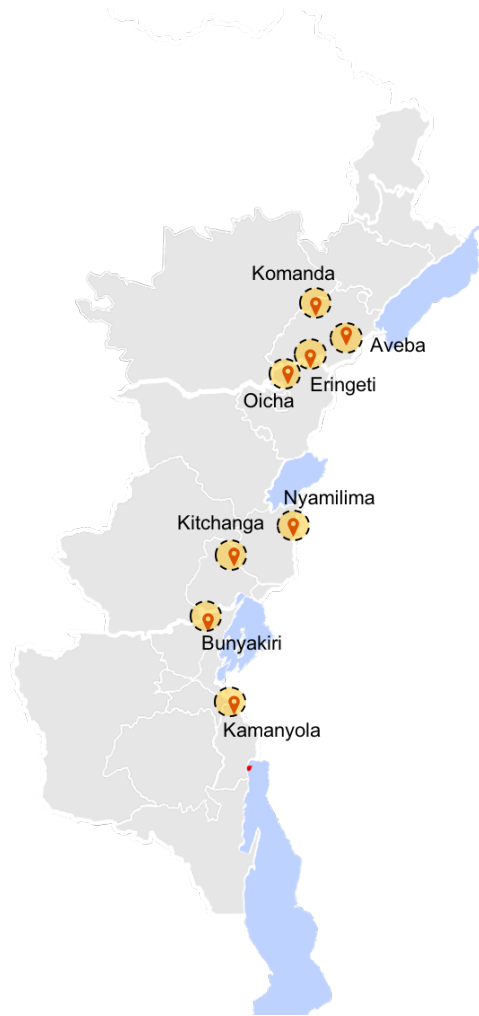 Komanda
Aveba
Eringeti
Oicha
Nyamilima
Kitchanga
Bunyakiri
Kamanyola